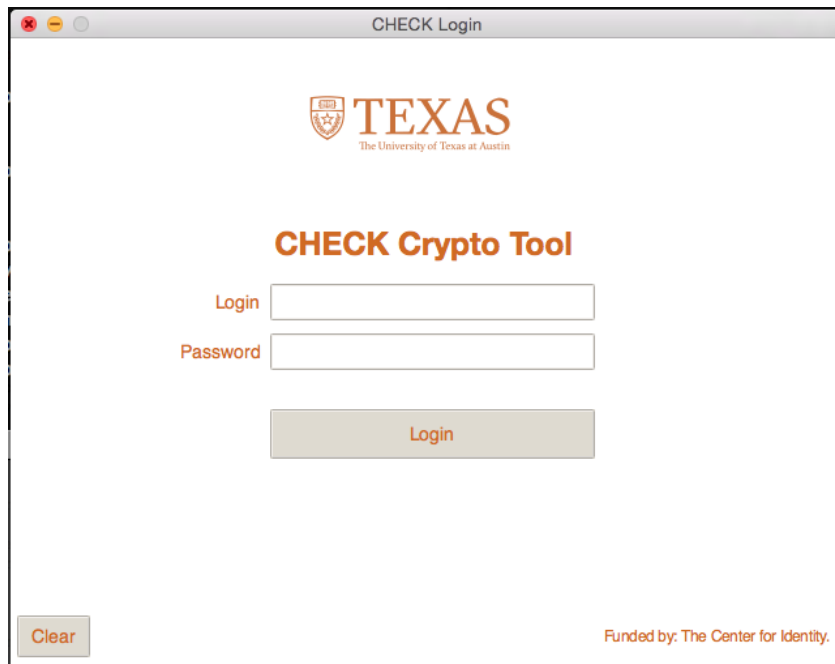 CHECK Login
TEXAS
The University of Texas at Austin
CHECK Crypto Tool
Login
Password
Login
Clear
Funded by: The Center for Identity.